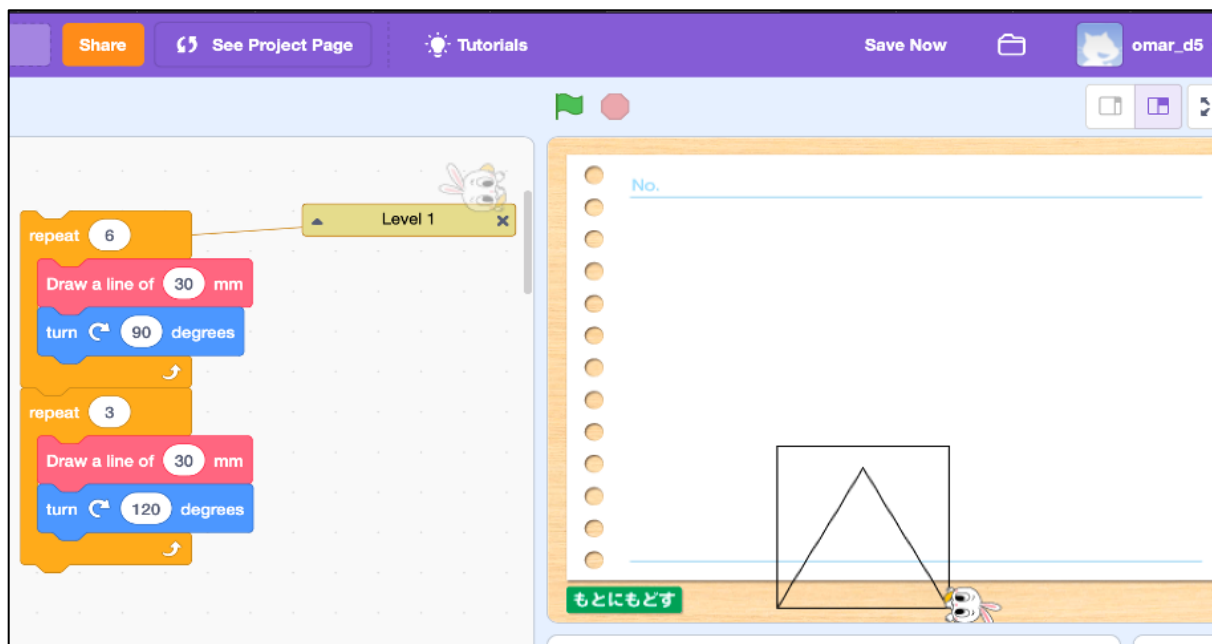 Share
See Project Page
Tutorials
Save Now
omar_d5
Level 1
repeat 6
Draw a line of 30 mm
turn 90 degrees
repeat 3
Draw a line of 30 mm
turn 120 degrees
No.
もとにもどす